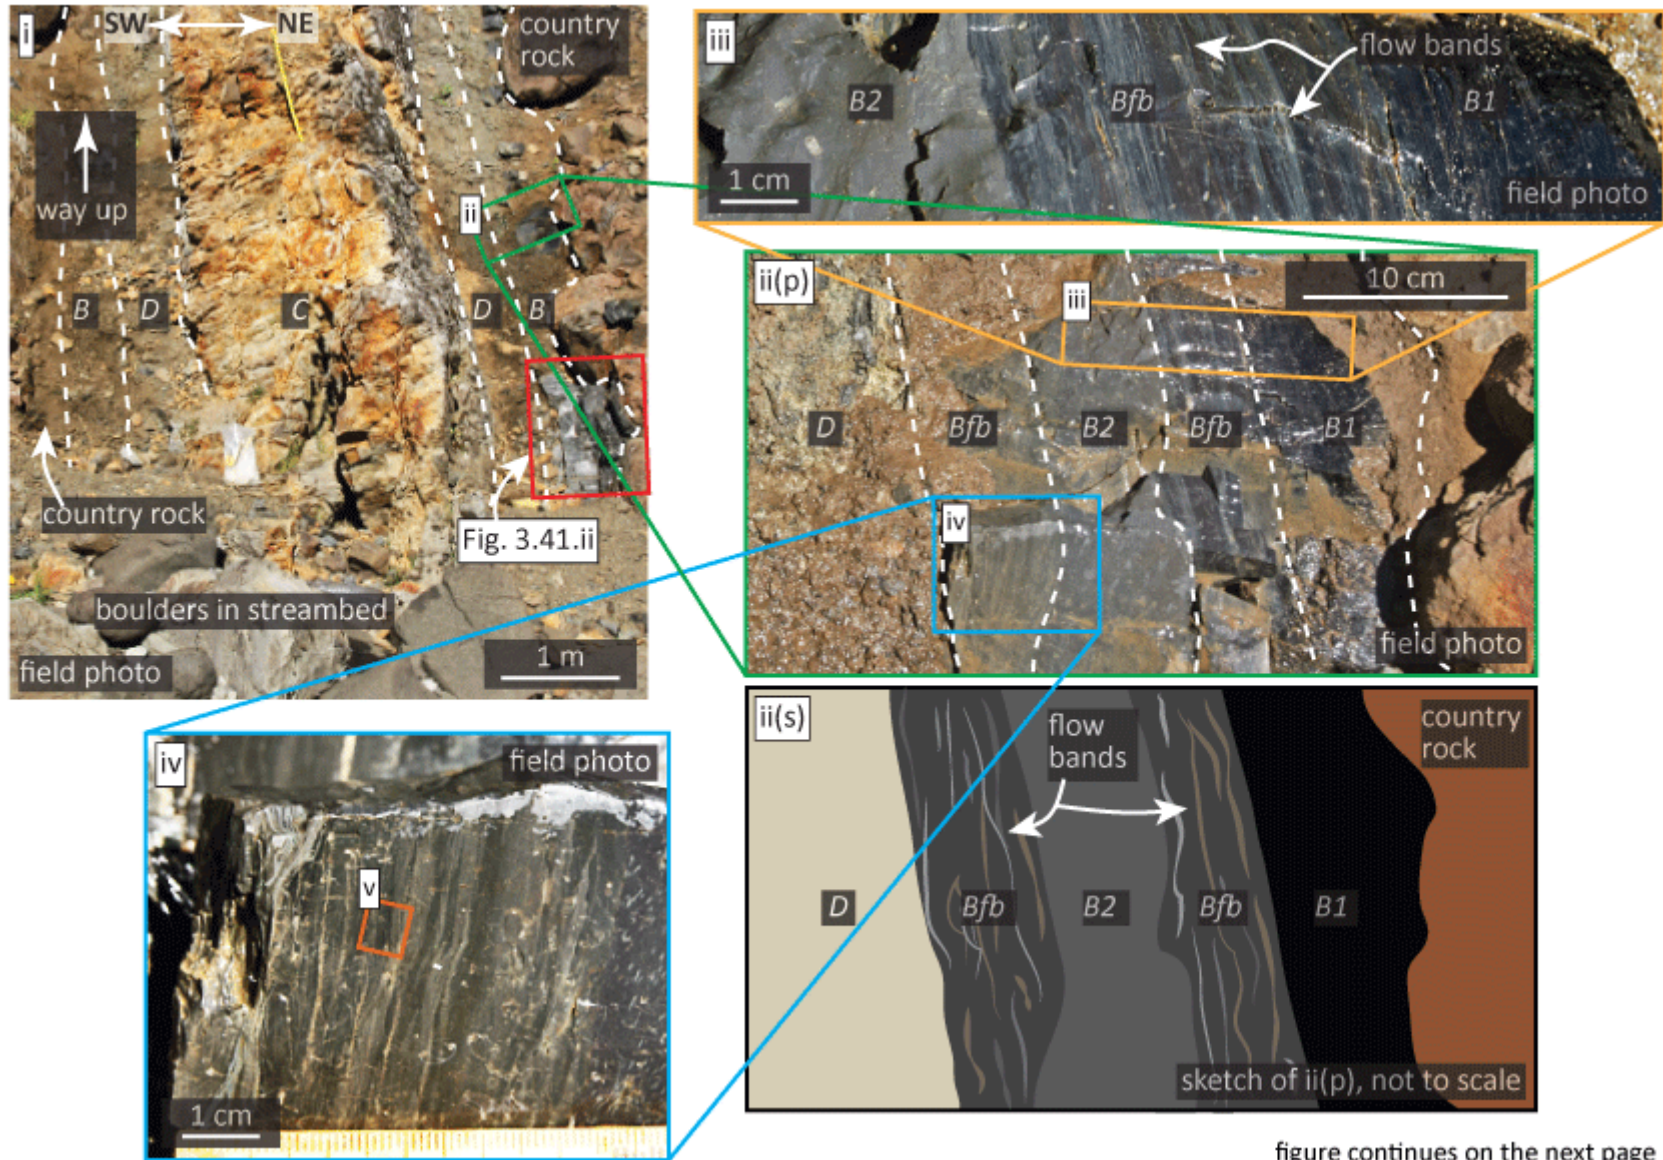 i
SW
NE
country
rock
way up
ii
B
D
C
D
B
country rock
Fig. 3.41.ii
boulders in streambed
field photo
1 m
iii
flow bands
B2
Bfb
B1
1 cm
field photo
ii(p)
10 cm
iii
D
Bfb
B2
Bfb
B1
iv
field photo
iv
field photo
v
1 cm
ii(s)
flow
bands
country
rock
D
Bfb
B2
Bfb
B1
sketch of ii(p), not to scale
figure continues on the next page